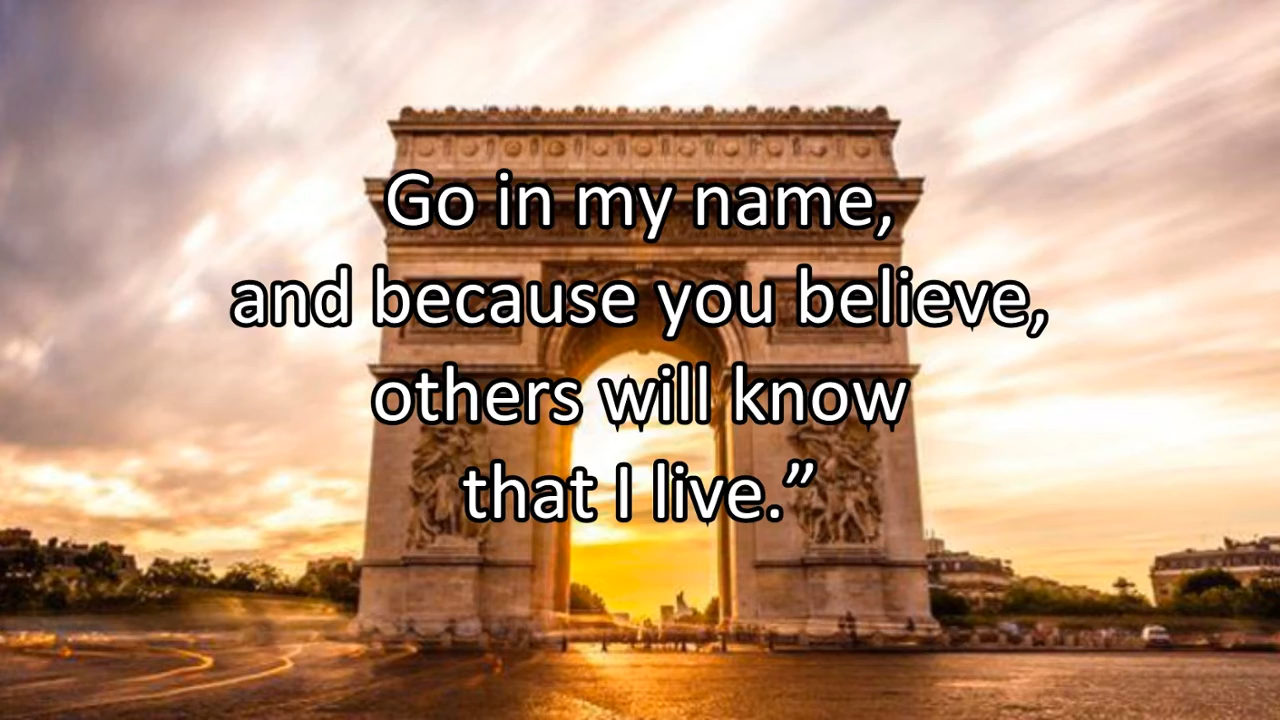 Go in my name,
and because you believe,
others will know
that I live.”